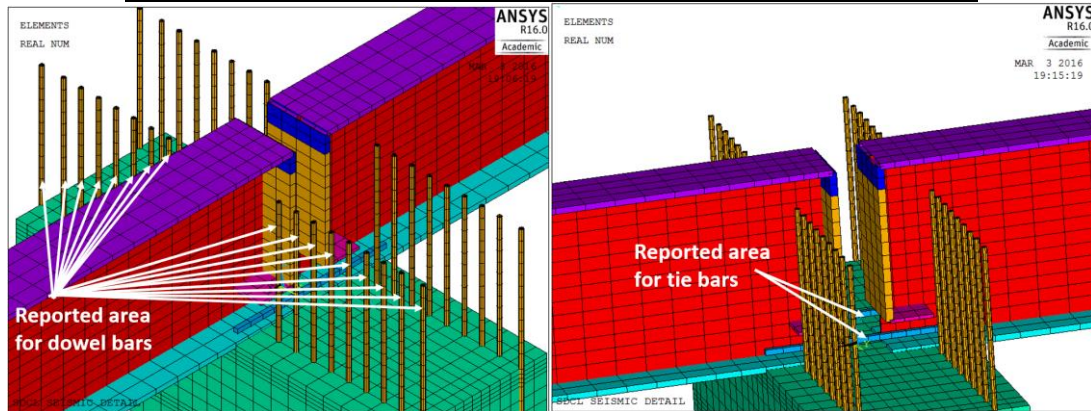 ELEMENTS
REAL NUM
ANSYS
R16.0
Academic
Reported area
for dowel bars
SDCL SEISMIC DETAIL
ELEMENTS
REAL NUM
ANSYS
R16.0
Academic
MAR 3 2016
19:15:19
Reported area
for tie bars
SDCL SEISMIC DETAIL